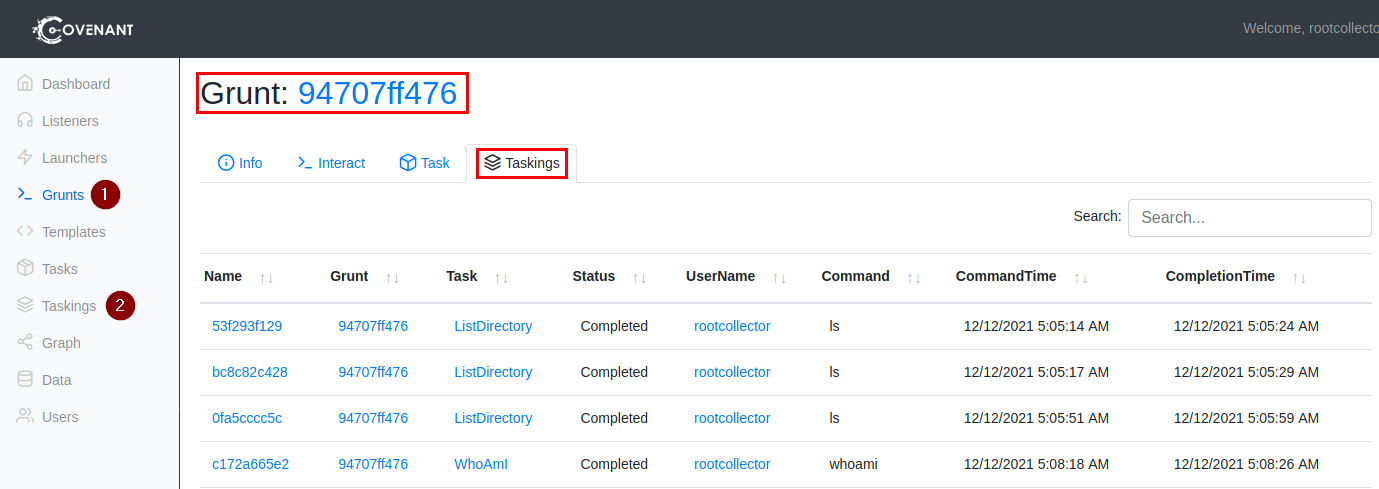 COVENANT
Welcome, rootcollecto
Dashboard
Listeners
Launchers
Grunts 1
Templates
Tasks
Taskings 2
Graph
Data
Users
Grunt: 94707ff476
Info Interact Task Taskings
Search: Search...
Name ↑↓ Grunt ↑↓ Task ↑↓ Status ↑↓ UserName ↑↓ Command ↑↓ CommandTime ↑↓ CompletionTime ↑↓
53f293f129 94707ff476 ListDirectory Completed rootcollector ls 12/12/2021 5:05:14 AM 12/12/2021 5:05:24 AM
bc8c82c428 94707ff476 ListDirectory Completed rootcollector ls 12/12/2021 5:05:17 AM 12/12/2021 5:05:29 AM
0fa5cccc5c 94707ff476 ListDirectory Completed rootcollector ls 12/12/2021 5:05:51 AM 12/12/2021 5:05:59 AM
c172a665e2 94707ff476 WhoAmI Completed rootcollector whoami 12/12/2021 5:08:18 AM 12/12/2021 5:08:26 AM